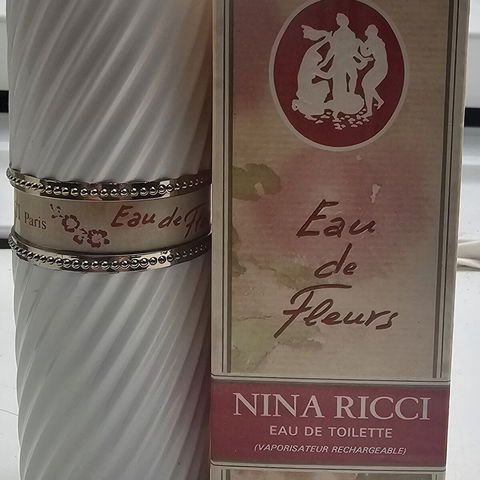 Paris Eau de Fl
Eau
de
Fleurs
NINA RICCI
EAU DE TOILETTE
(VAPORISATEUR RECHARGEABLE)